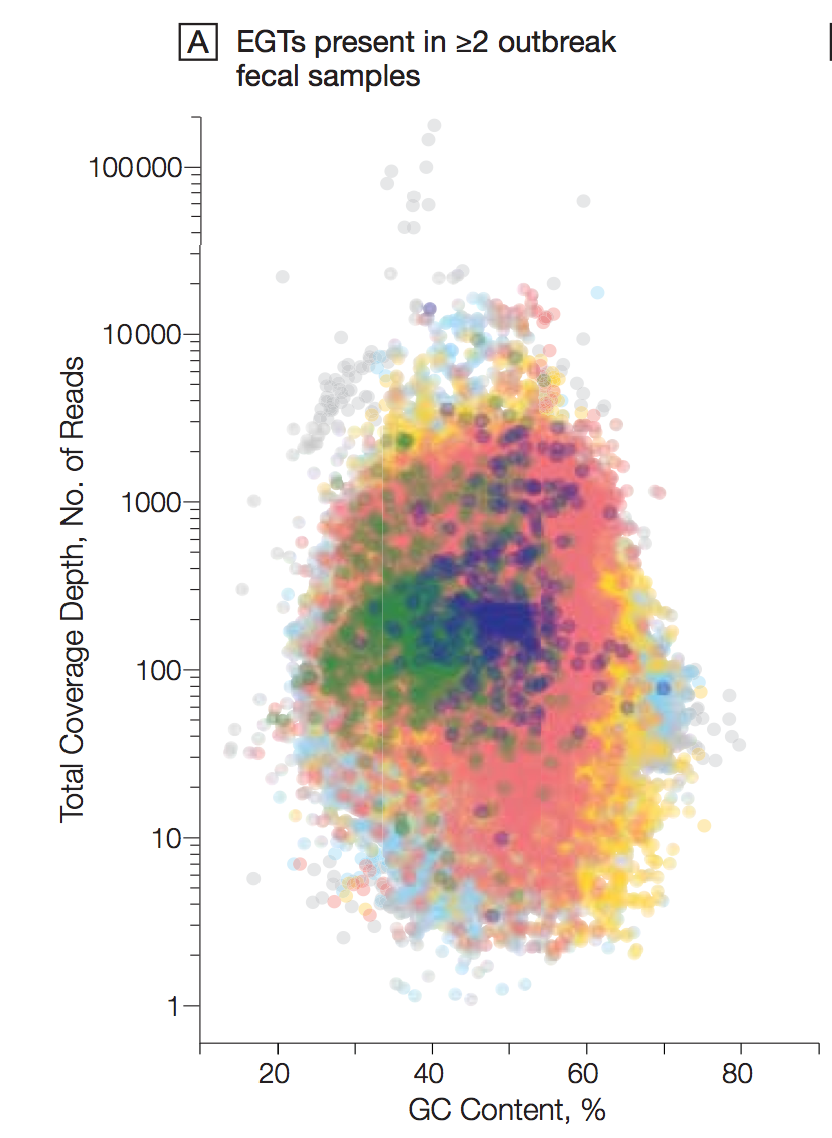 A EGTs present in ≥2 outbreak
fecal samples
100000
10000
1000
100
10
1
Total Coverage Depth, No. of Reads
20 40 60 80
GC Content, %